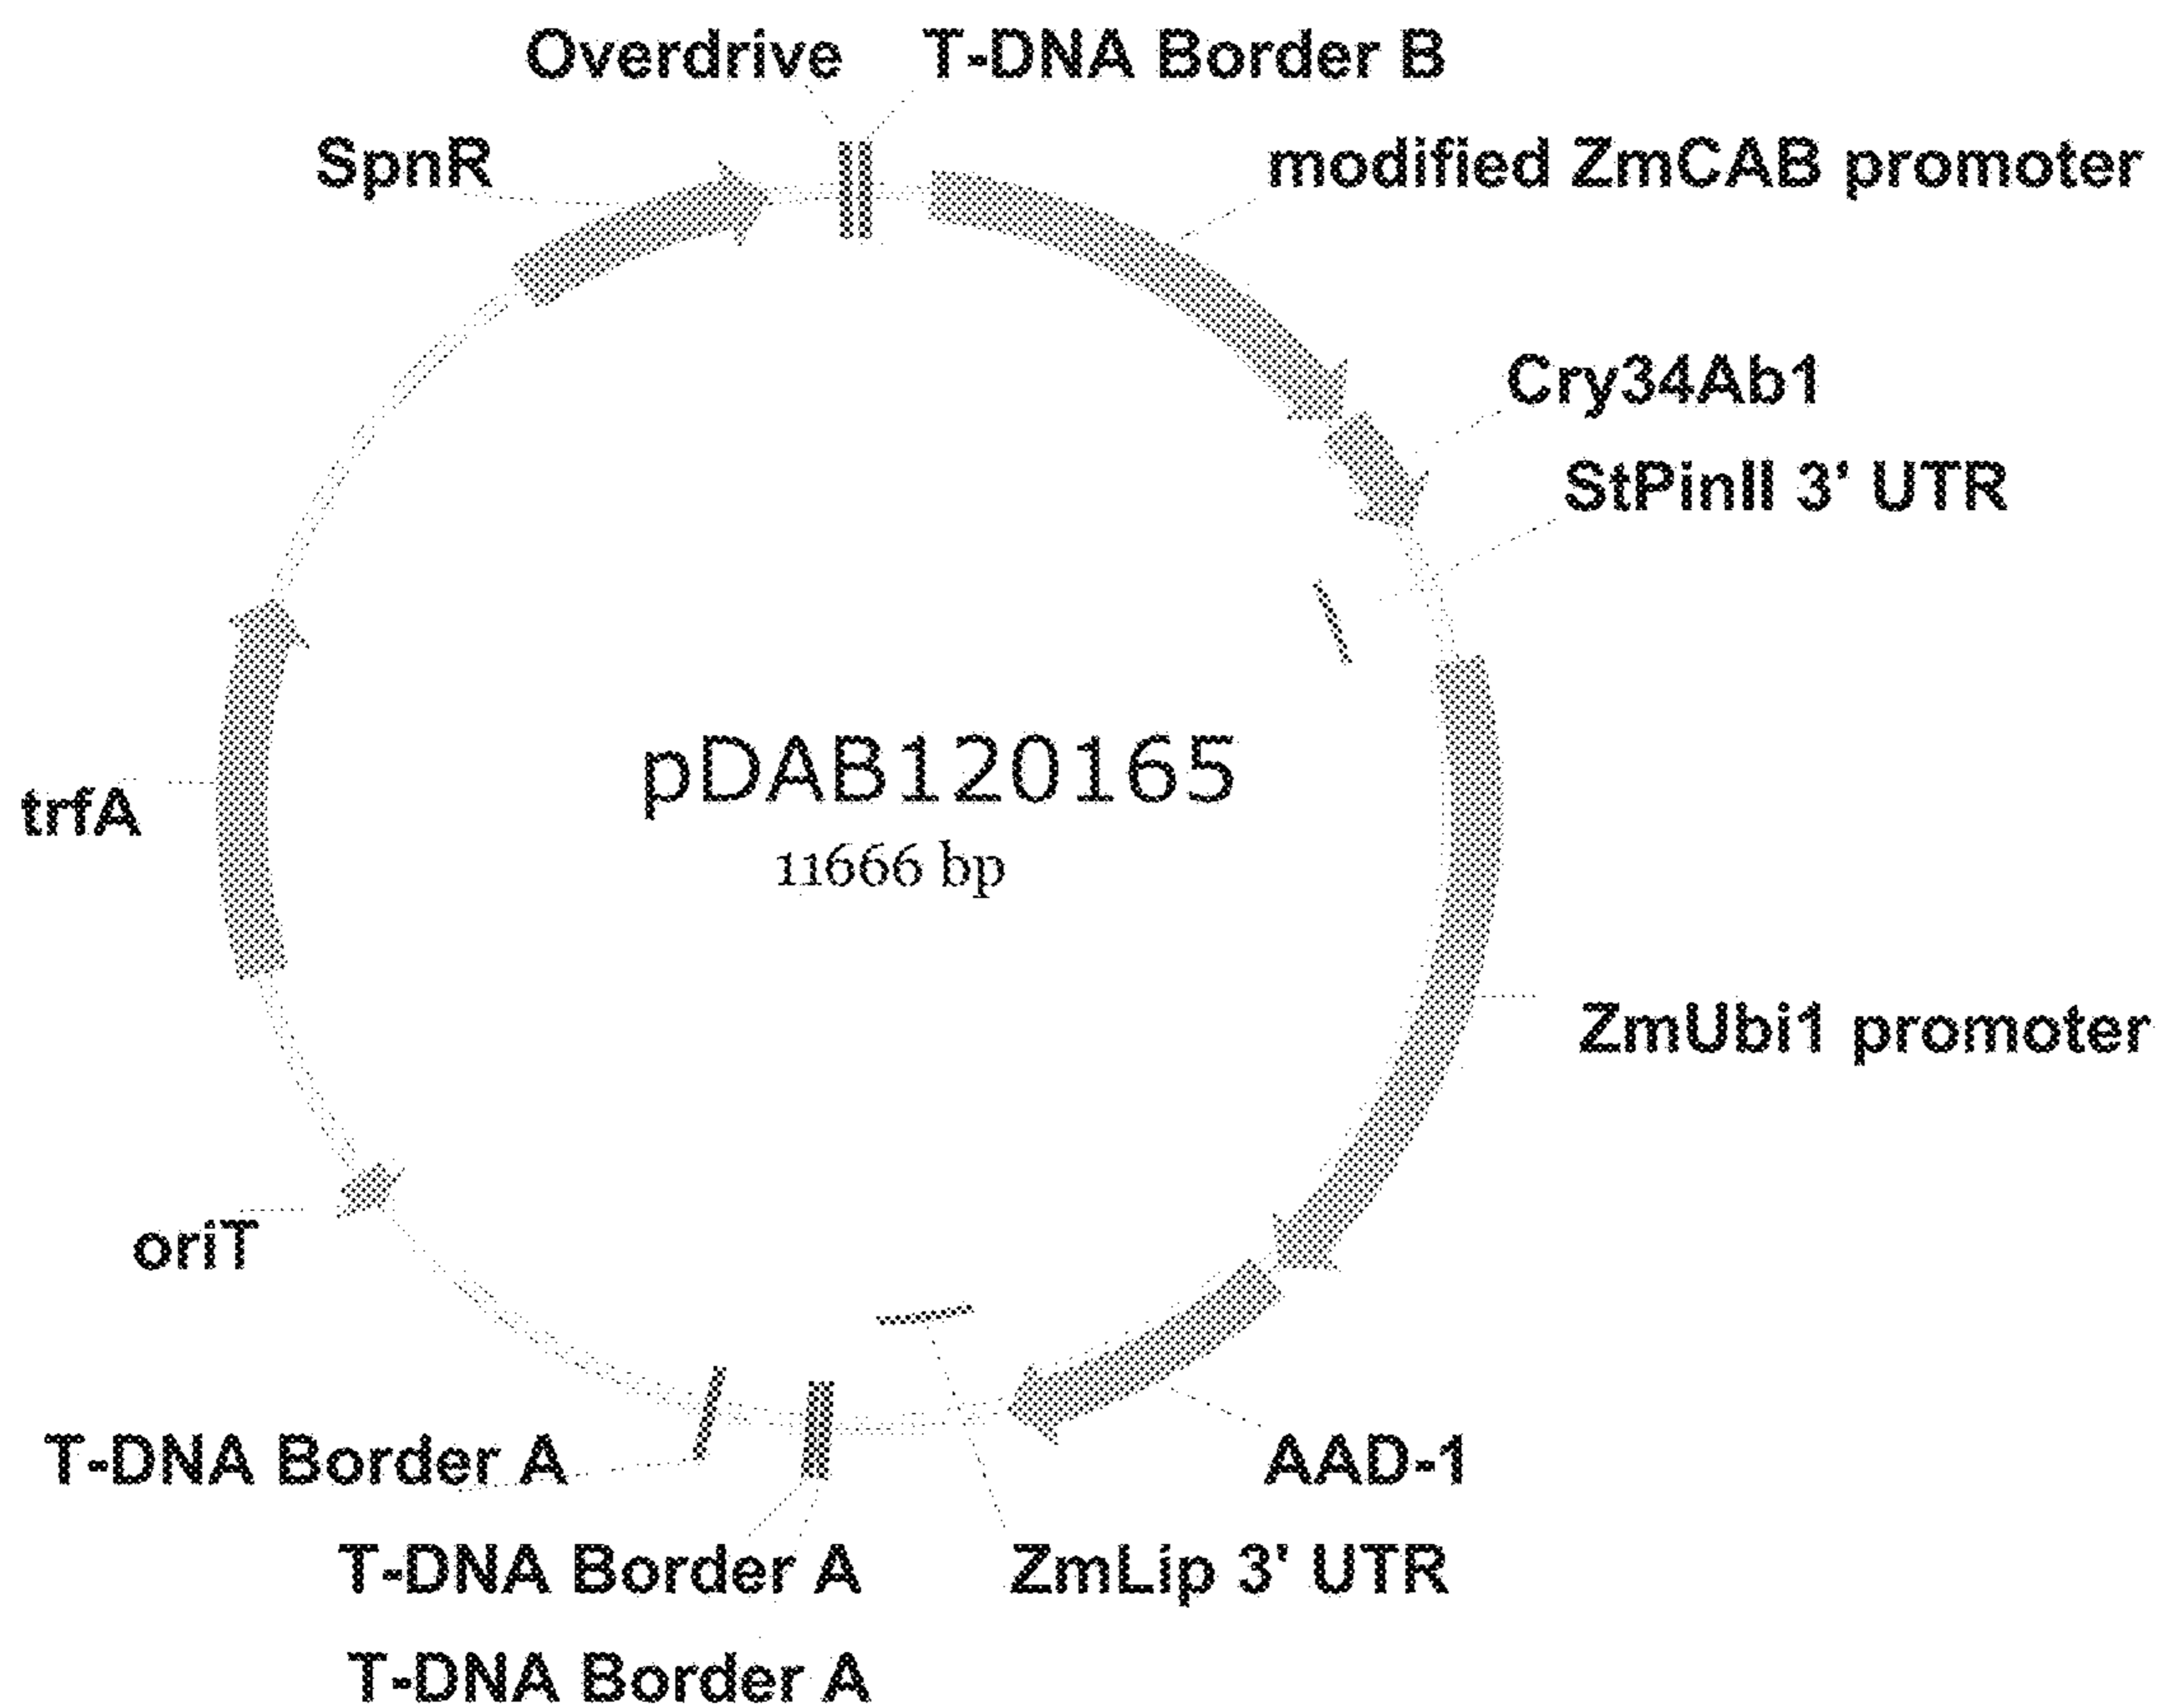 Overdrive
T-DNA Border B
SpnR
modified ZmCAB promoter
Cry34Ab1
StPinII 3' UTR
pDAB120165
11666 bp
trfA
ZmUbi1 promoter
oriT
T-DNA Border A
AAD-1
T-DNA Border A
ZmLip 3' UTR
T-DNA Border A